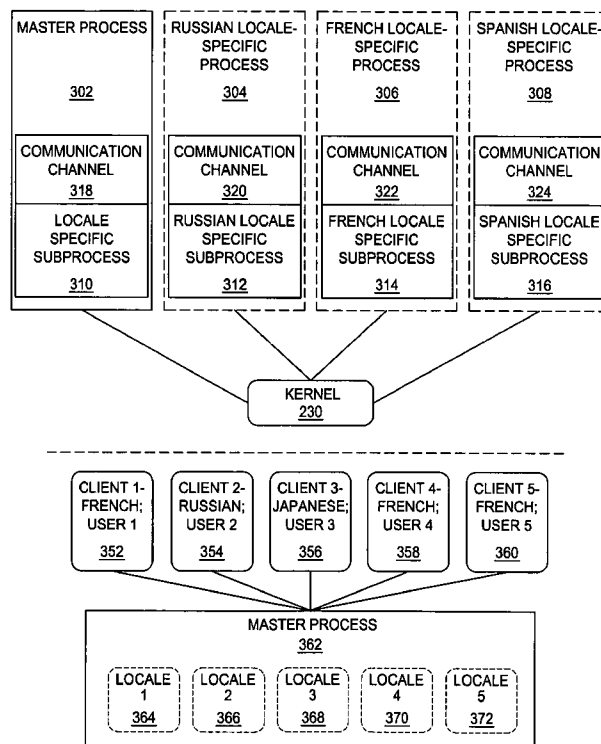 MASTER PROCESS
302
COMMUNICATION
CHANNEL
318
LOCALE
SPECIFIC
SUBPROCESS
310
RUSSIAN LOCALE-
SPECIFIC
PROCESS
304
COMMUNICATION
CHANNEL
320
RUSSIAN LOCALE
SPECIFIC
SUBPROCESS
312
FRENCH LOCALE-
SPECIFIC
PROCESS
306
COMMUNICATION
CHANNEL
322
FRENCH LOCALE
SPECIFIC
SUBPROCESS
314
SPANISH LOCALE-
SPECIFIC
PROCESS
308
COMMUNICATION
CHANNEL
324
SPANISH LOCALE
SPECIFIC
SUBPROCESS
316
KERNEL
230
CLIENT 1-
FRENCH;
USER 1
352
CLIENT 2-
RUSSIAN;
USER 2
354
CLIENT 3-
JAPANESE;
USER 3
356
CLIENT 4-
FRENCH;
USER 4
358
CLIENT 5-
FRENCH;
USER 5
360
MASTER PROCESS
362
LOCALE
1
364
LOCALE
2
366
LOCALE
3
368
LOCALE
4
370
LOCALE
5
372